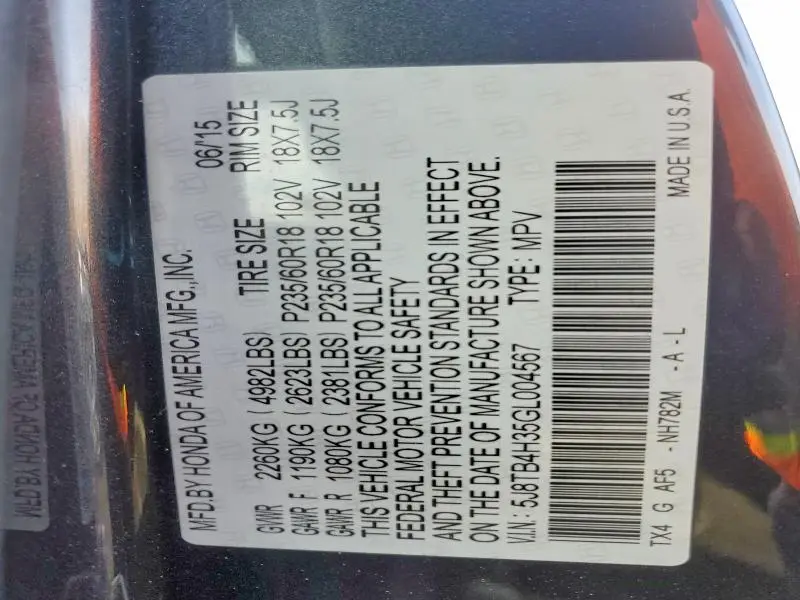 MFD.BY HONDA OF AMERICA MFG.,INC. 06/'15
GVWR 2260KG ( 4982LBS) TIRE SIZE RIM SIZE
GAWR F 1190KG ( 2623LBS) P235/60R18 102V 18X7.5J
GAWR R 1080KG ( 2381LBS) P235/60R18 102V 18X7.5J
THIS VEHICLE CONFORMS TO ALL APPLICABLE
FEDERAL MOTOR VEHICLE SAFETY
AND THEFT PREVENTION STANDARDS IN EFFECT
ON THE DATE OF MANUFACTURE SHOWN ABOVE.
V.I.N : 5J8TB4H35GL004567 TYPE : MPV
TX4 G AF5 - NH782M - A - L MADE IN U.S.A.